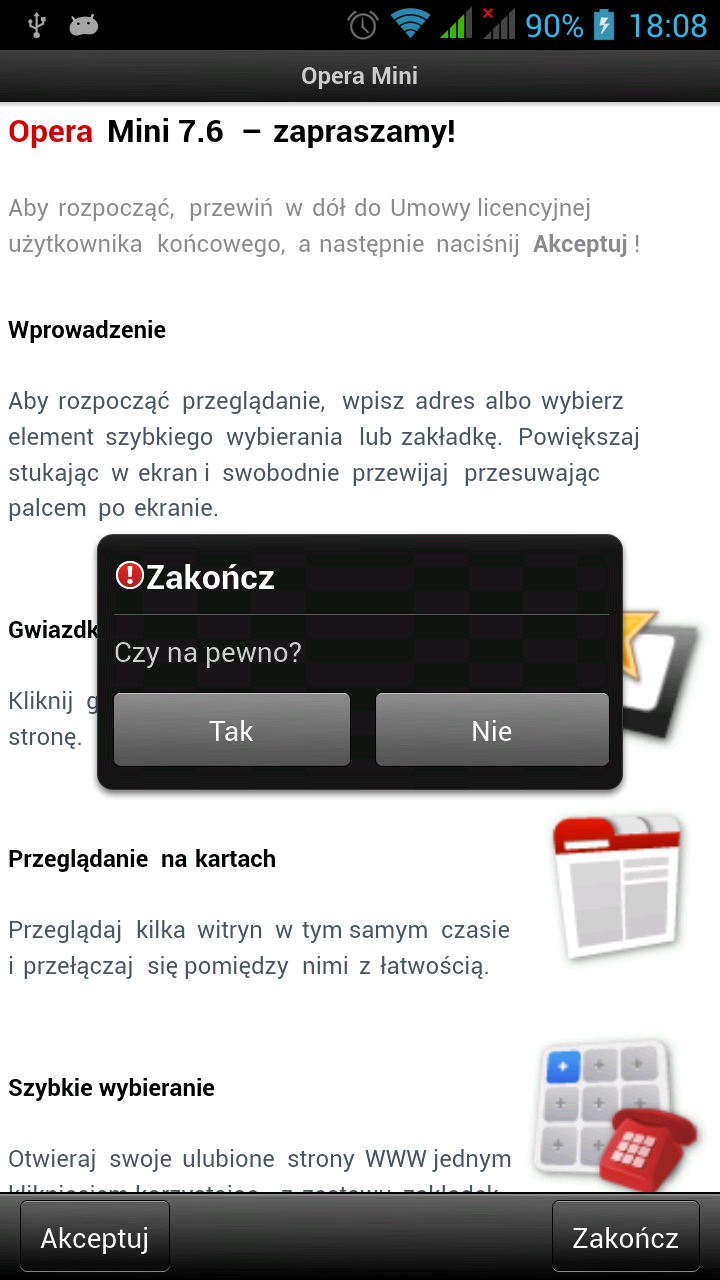 90% 18:08
Opera Mini
Opera Mini 7.6 – zapraszamy!
Aby rozpocząć, przewiń w dół do Umowy licencyjnej
użytkownika końcowego, a następnie naciśnij Akceptuj !
Wprowadzenie
Aby rozpocząć przeglądanie, wpisz adres albo wybierz
element szybkiego wybierania lub zakładkę. Powiększaj
stukając w ekran i swobodnie przewijaj przesuwając
palcem po ekranie.
Zakończ
Czy na pewno?
Tak Nie
Gwiazdk
Kliknij g
stronę.
Przeglądanie na kartach
Przeglądaj kilka witryn w tym samym czasie
i przełączaj się pomiędzy nimi z łatwością.
Szybkie wybieranie
Otwieraj swoje ulubione strony WWW jednym
Akceptuj Zakończ